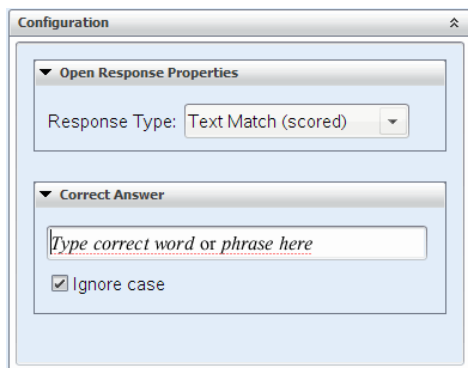 Configuration
Open Response Properties
Response Type: Text Match (scored)
Correct Answer
Type correct word or phrase here
Ignore case